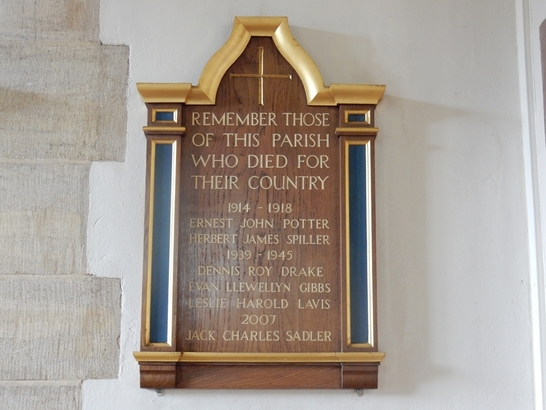 REMEMBER THOSE
OF THIS PARISH
WHO DIED FOR
THEIR COUNTRY
1914 - 1918
ERNEST JOHN POTTER
HERBERT JAMES SPILLER
1939 - 1945
DENNIS ROY DRAKE
EVAN LLEWELLYN GIBBS
LESLIE HAROLD LAVIS
2007
JACK CHARLES SADLER